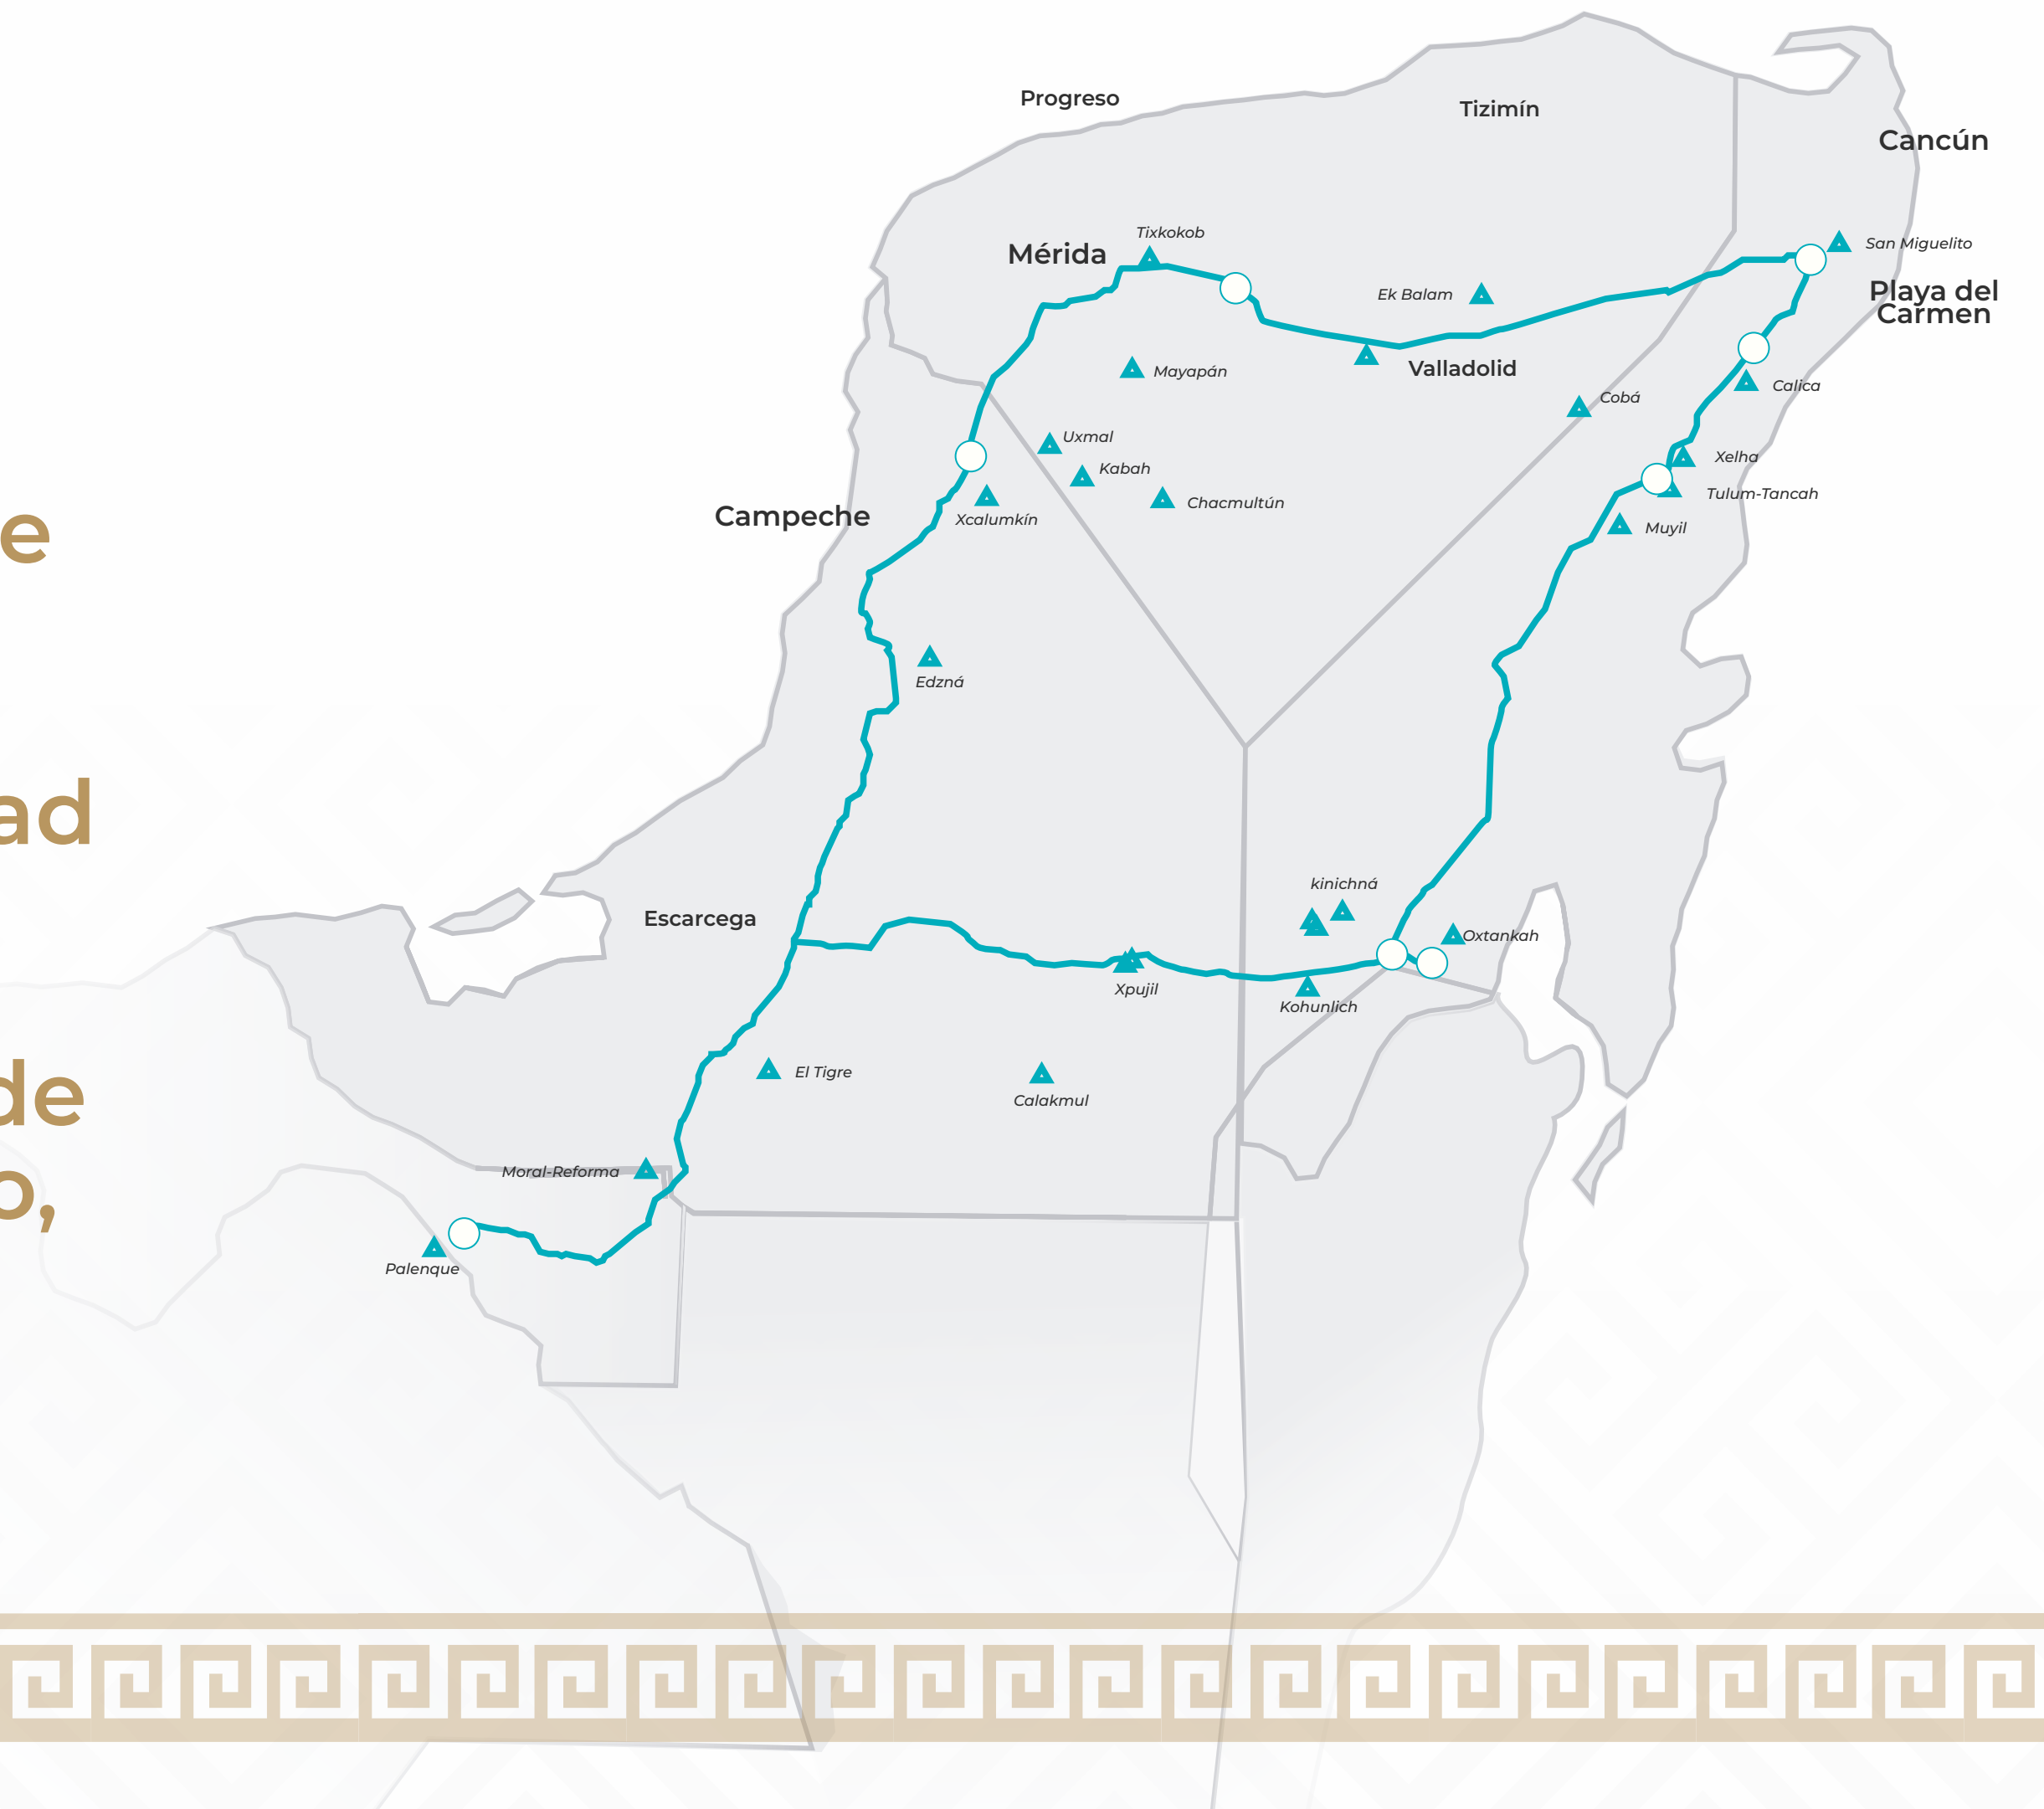 Progreso
Tizimín
Cancún
Tixkokob
San Miguelito
Mérida
Ek Balam
Playa del
Carmen
Mayapán
Valladolid
Calica
Cobá
Uxmal
Xelha
Kabah
Tulum-Tancah
Chacmultún
Campeche
Xcalumkín
Muyil
e
Edzná
ad
kinichná
Escarcega
Oxtankah
Xpujil
Kohunlich
El Tigre
Calakmul
de
Moral-Reforma
o,
Palenque